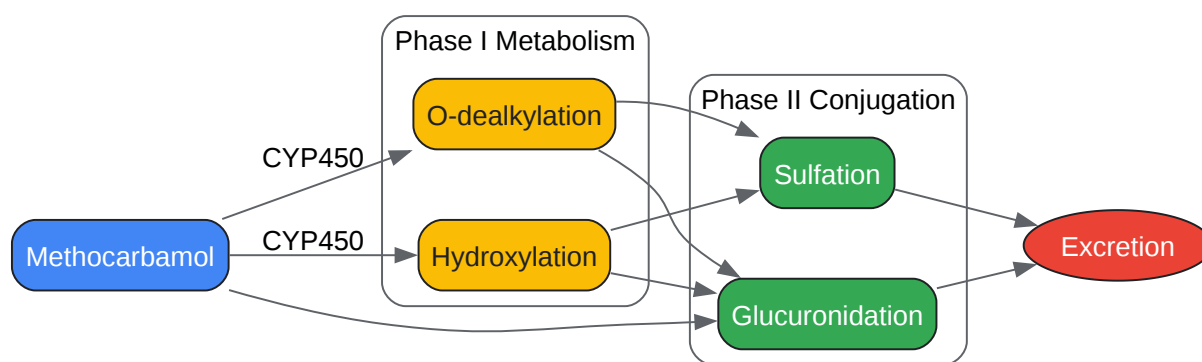 Phase I Metabolism
O-dealkylation
Phase II Conjugation
CYP450
Sulfation
CYP450
Methocarbamol
Hydroxylation
Excretion
Glucuronidation